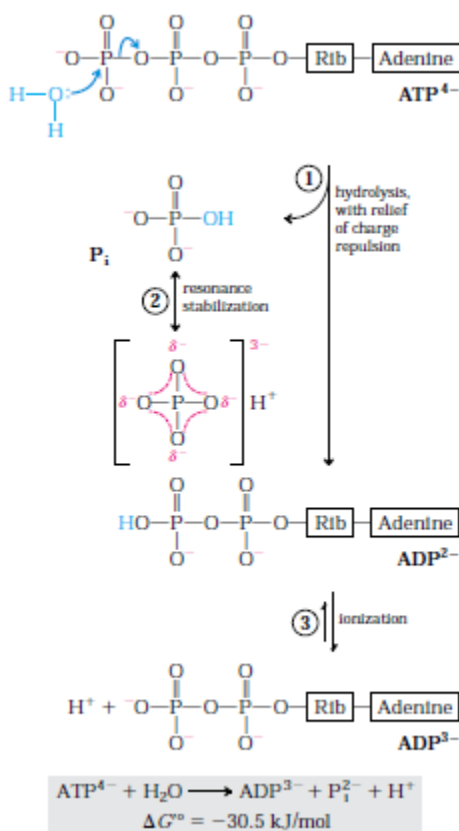 O O O
⁻O—P—O—P—O—P—O—Rib—Adenine
H—O: O⁻ O⁻ O⁻
H
ATP⁴⁻
①
hydrolysis,
with relief
of charge
repulsion
O
⁻O—P—OH
O⁻
Pᵢ
②
resonance
stabilization
δ⁻ 3−
O
δ⁻O—P—Oδ⁻ H⁺
O
δ⁻
O O
HO—P—O—P—O—Rib—Adenine
O⁻ O⁻
ADP²⁻
③
ionization
O O
H⁺ + ⁻O—P—O—P—O—Rib—Adenine
O⁻ O⁻
ADP³⁻
ATP⁴⁻ + H₂O ⟶ ADP³⁻ + Pᵢ²⁻ + H⁺
ΔG′° = −30.5 kJ/mol